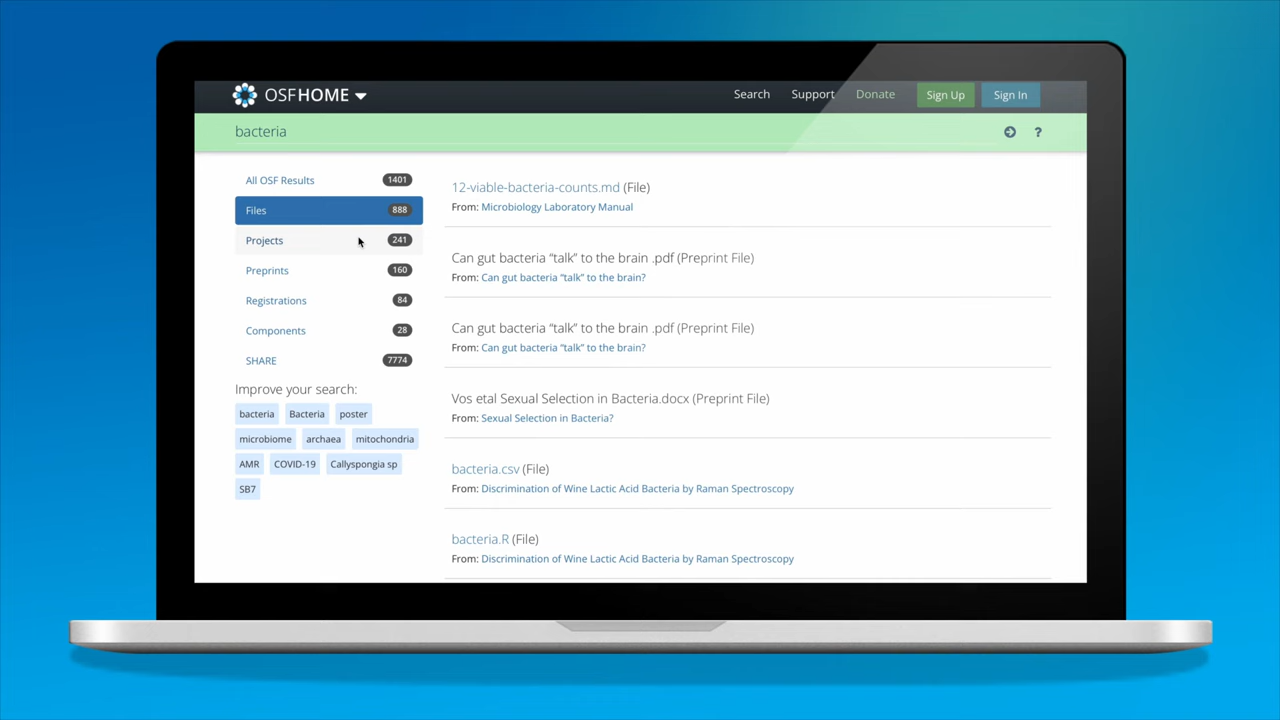 OSFHOME
Search Support Donate Sign Up Sign In
bacteria
?
All OSF Results 1401
Files 888
Projects 241
Preprints 160
Registrations 84
Components 28
SHARE 7774
Improve your search:
bacteria Bacteria poster
microbiome archaea mitochondria
AMR COVID-19 Callyspongia sp
SB7
12-viable-bacteria-counts.md (File)
From: Microbiology Laboratory Manual
Can gut bacteria “talk” to the brain .pdf (Preprint File)
From: Can gut bacteria “talk” to the brain?
Can gut bacteria “talk” to the brain .pdf (Preprint File)
From: Can gut bacteria “talk” to the brain?
Vos etal Sexual Selection in Bacteria.docx (Preprint File)
From: Sexual Selection in Bacteria?
bacteria.csv (File)
From: Discrimination of Wine Lactic Acid Bacteria by Raman Spectroscopy
bacteria.R (File)
From: Discrimination of Wine Lactic Acid Bacteria by Raman Spectroscopy